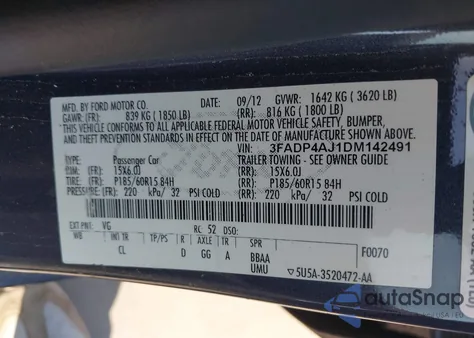 MFD. BY FORD MOTOR CO.
DATE: 09/12 GVWR: 1642 KG ( 3620 LB)
GAWR: (FR): 839 KG ( 1850 LB) (RR): 816 KG ( 1800 LB)
THIS VEHICLE CONFORMS TO ALL APPLICABLE FEDERAL MOTOR VEHICLE SAFETY, BUMPER,
AND THEFT PREVENTION STANDARDS IN EFFECT ON THE DATE OF MANUFACTURE SHOWN ABOVE.
VIN: 3FADP4AJ1DM142491
TYPE: Passenger Car TRAILER TOWING - SEE OWNER GUIDE
RIM: (FR): 15X6.0J (RR): 15X6.0J
TIRE: (FR): P185/60R15 84H (RR): P185/60R15 84H
PRESSURE: (FR): 220 kPa/ 32 PSI COLD (RR): 220 kPa/ 32 PSI COLD
EXT-PNT: VG RC: 52 DSO: F0070
WB INT TR TP/PS R AXLE TR SPR
CL D GG A BBAA
UMU 5U5A-3520472-AA
autoSnap